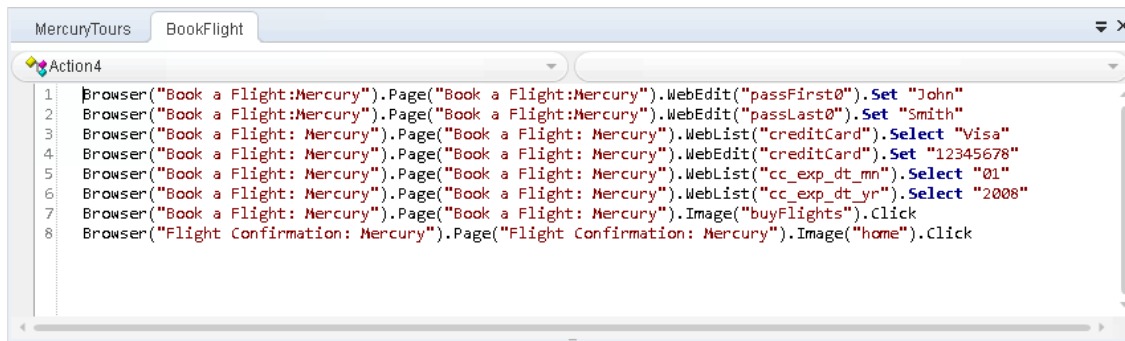 MercuryTours BookFlight
Action4
1 Browser("Book a Flight:Mercury").Page("Book a Flight:Mercury").WebEdit("passFirst0").Set "John"
2 Browser("Book a Flight:Mercury").Page("Book a Flight:Mercury").WebEdit("passLast0").Set "Smith"
3 Browser("Book a Flight: Mercury").Page("Book a Flight: Mercury").WebList("creditCard").Select "Visa"
4 Browser("Book a Flight: Mercury").Page("Book a Flight: Mercury").WebEdit("creditCard").Set "12345678"
5 Browser("Book a Flight: Mercury").Page("Book a Flight: Mercury").WebList("cc_exp_dt_mn").Select "01"
6 Browser("Book a Flight: Mercury").Page("Book a Flight: Mercury").WebList("cc_exp_dt_yr").Select "2008"
7 Browser("Book a Flight: Mercury").Page("Book a Flight: Mercury").Image("buyFlights").Click
8 Browser("Flight Confirmation: Mercury").Page("Flight Confirmation: Mercury").Image("home").Click